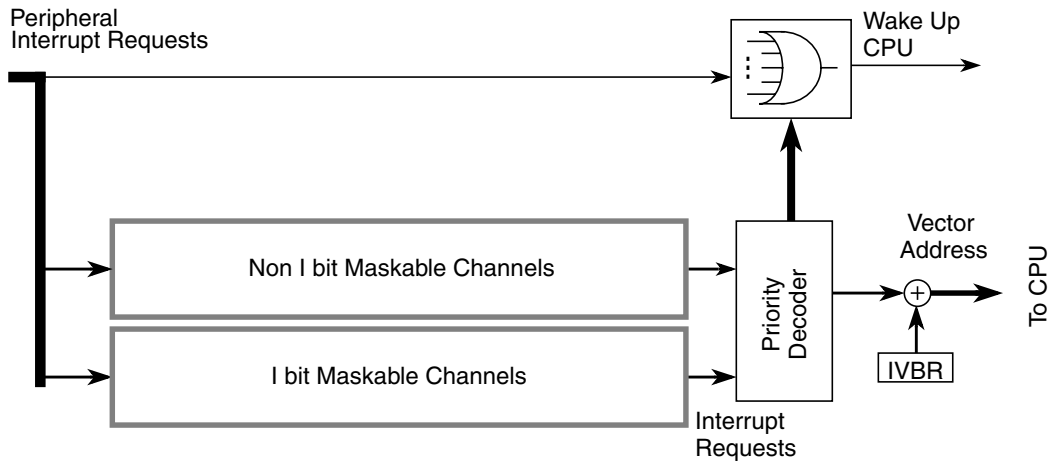 Peripheral
Interrupt Requests
Wake Up
CPU
Non I bit Maskable Channels
I bit Maskable Channels
Priority
Decoder
Interrupt
Requests
Vector
Address
+
IVBR
To CPU